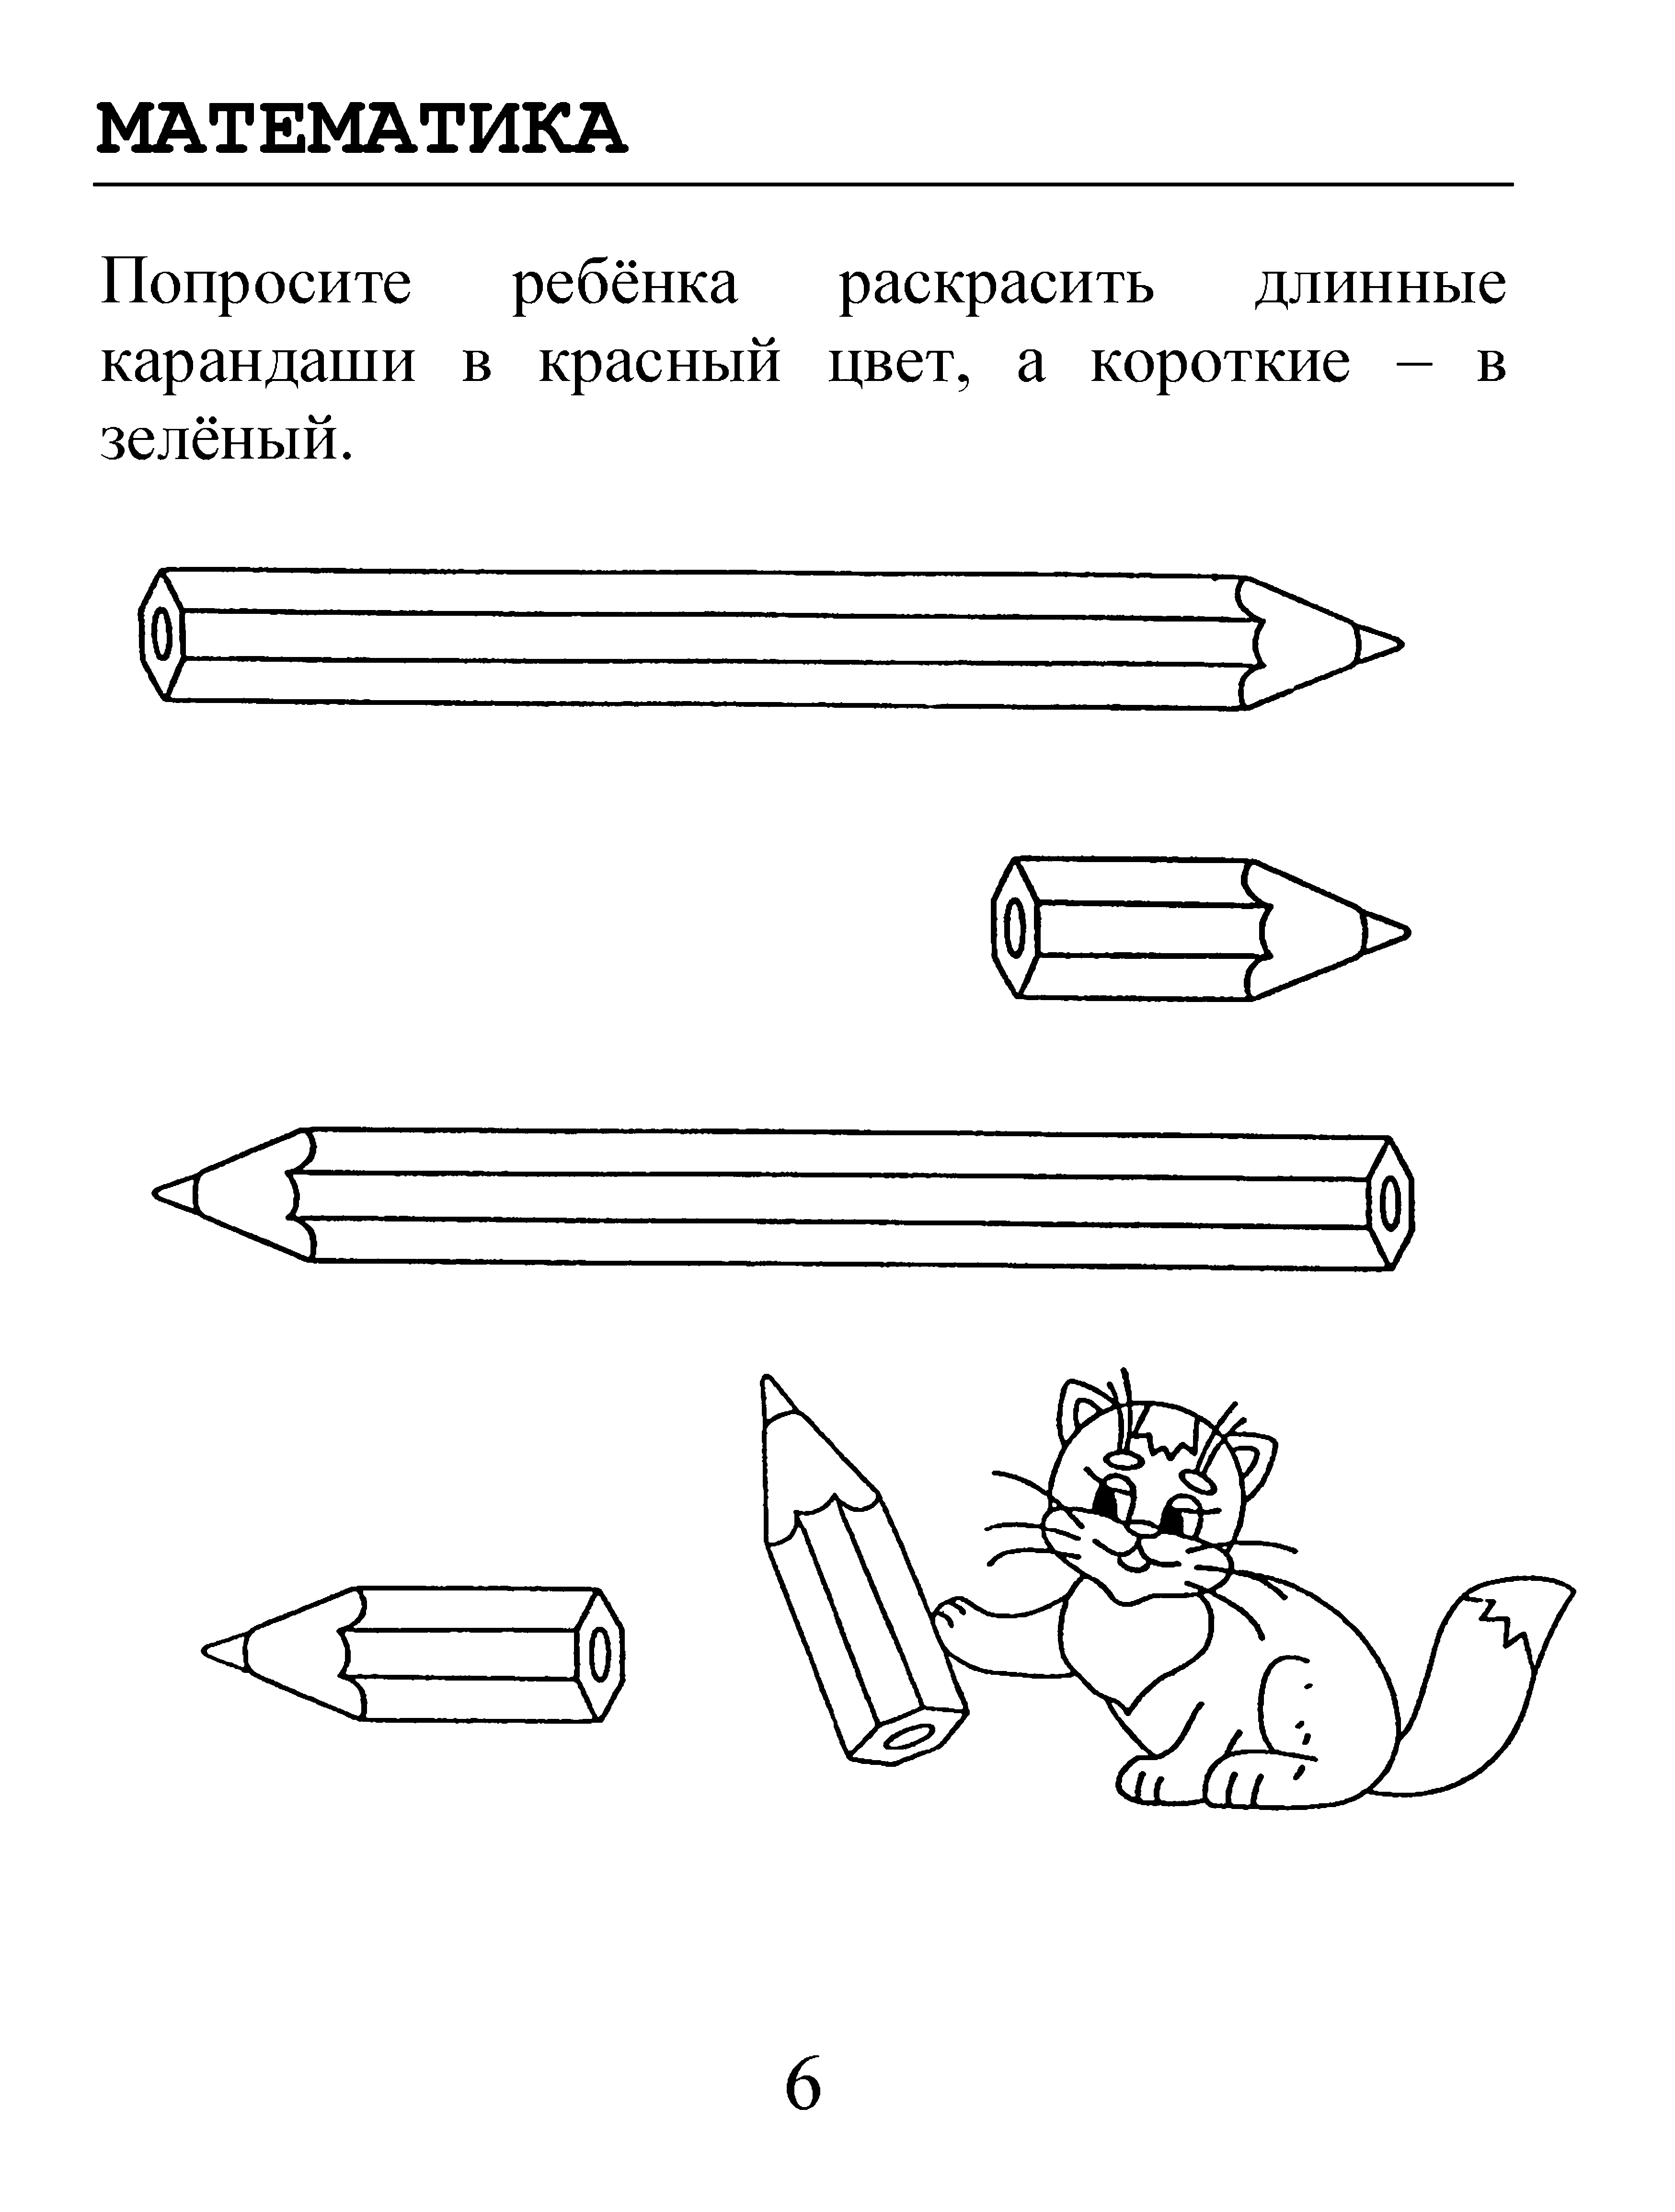 МАТЕМАТИКА
Попросите ребёнка раскрасить длинные
карандаши в красный цвет, а короткие – в
зелёный.
6